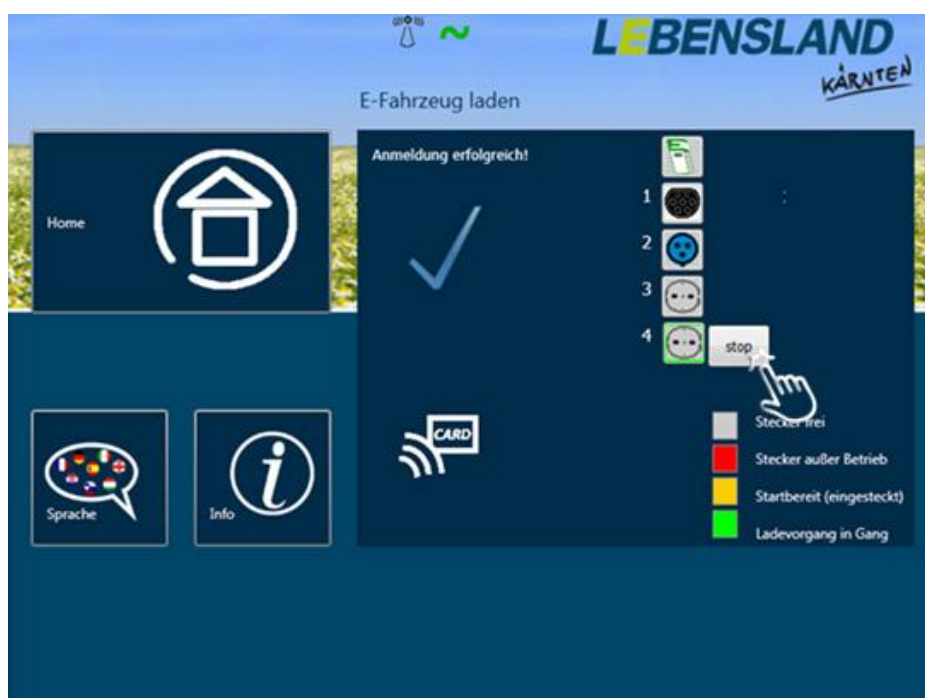 LEBENSLAND
KÄRNTEN
E-Fahrzeug laden
Anmeldung erfolgreich!
Home
1
:
2
3
4
stop
CARD
Stecker frei
Stecker außer Betrieb
Startbereit (eingesteckt)
Ladevorgang in Gang
Sprache
Info
i